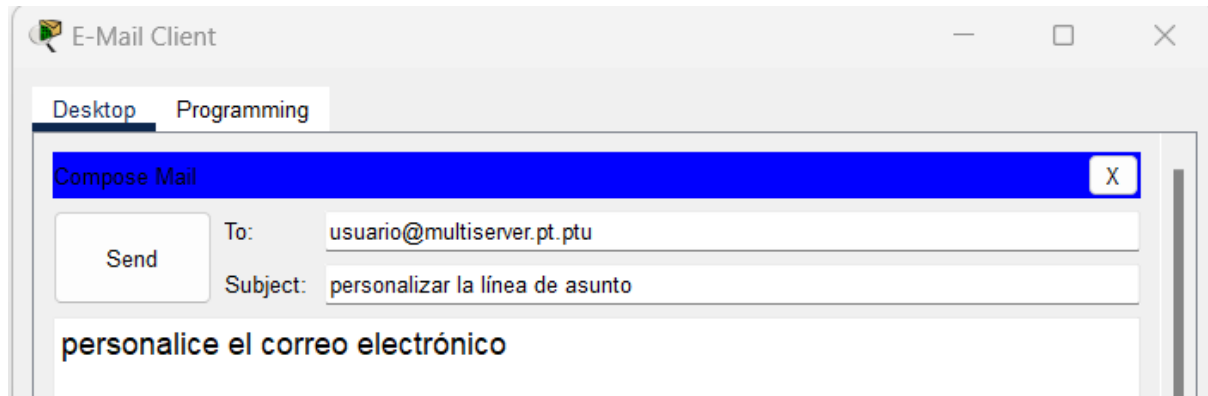 E-Mail Client
Desktop Programming
Compose Mail X
Send
To: usuario@multiserver.pt.ptu
Subject: personalizar la línea de asunto
personalice el correo electrónico